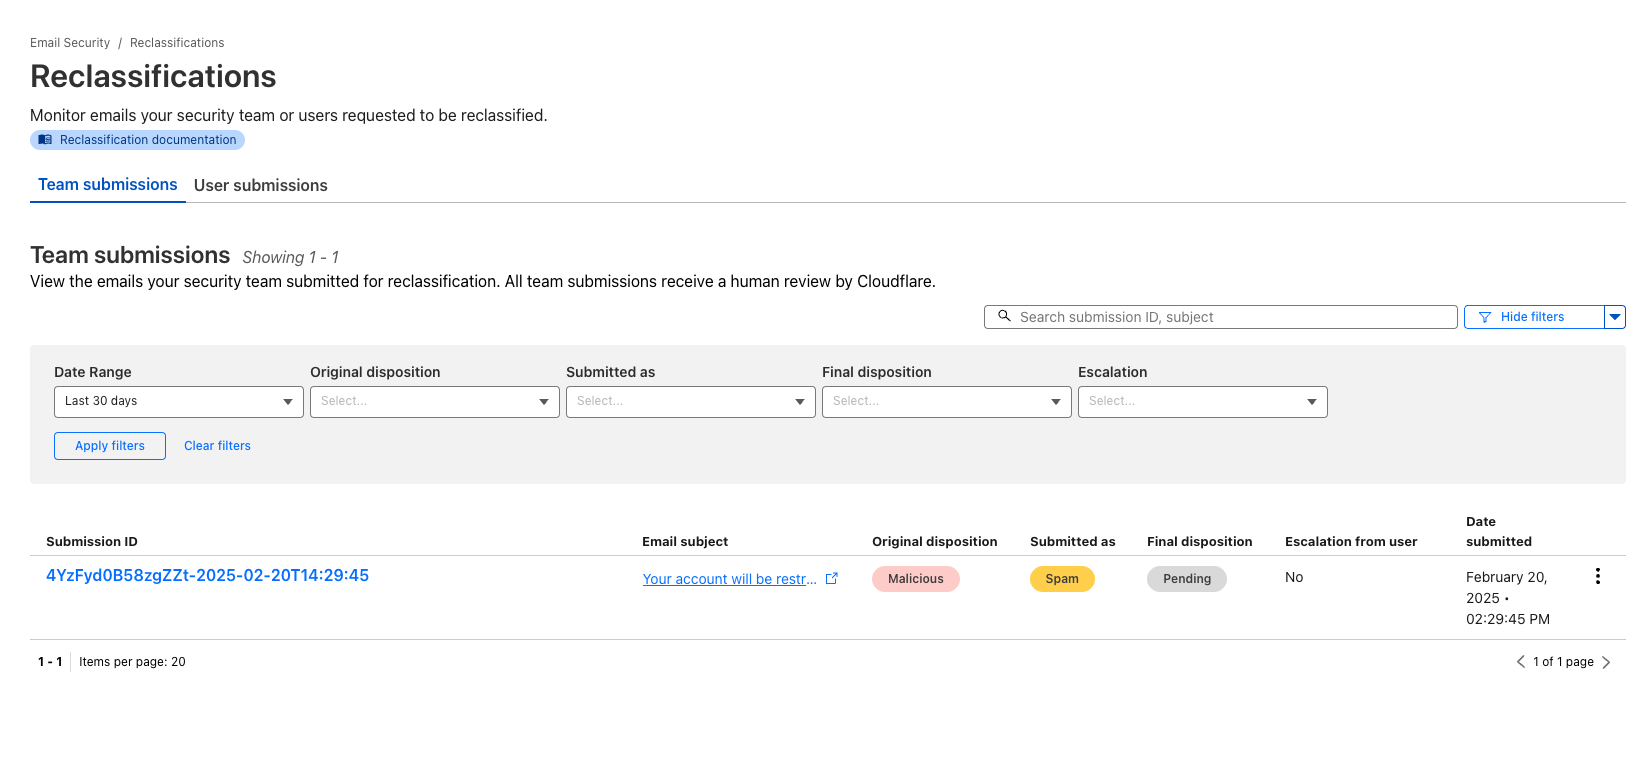 Email Security / Reclassifications
Reclassifications
Monitor emails your security team or users requested to be reclassified.
Reclassification documentation
Team submissions User submissions
Team submissions Showing 1 - 1
View the emails your security team submitted for reclassification. All team submissions receive a human review by Cloudflare.
Search submission ID, subject Hide filters
Date Range Original disposition Submitted as Final disposition Escalation
Last 30 days Select... Select... Select... Select...
Apply filters Clear filters
Submission ID Email subject Original disposition Submitted as Final disposition Escalation from user Date submitted
4YzFyd0B58zgZZt-2025-02-20T14:29:45 Your account will be restr... Malicious Spam Pending No February 20,
2025 •
02:29:45 PM
1 - 1 Items per page: 20 1 of 1 page